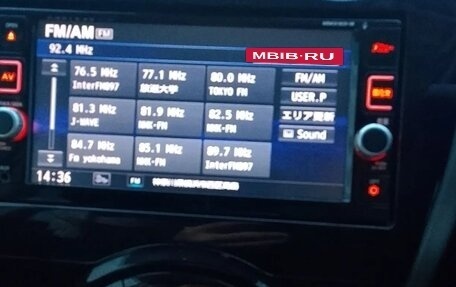 OPEN
FM/AM FM
92.4 MHz
MBIB.RU
76.5 MHz
InterFM897
77.1 MHz
放送大学
80.0 MHz
TOKYO FM
FM/AM
AV
81.3 MHz
J-WAVE
81.9 MHz
NHK-FM
82.5 MHz
NHK-FM
USER.P
エリア更新
84.7 MHz
Fm yokohama
85.1 MHz
NHK-FM
89.7 MHz
InterFM897
Sound
14:36
FM